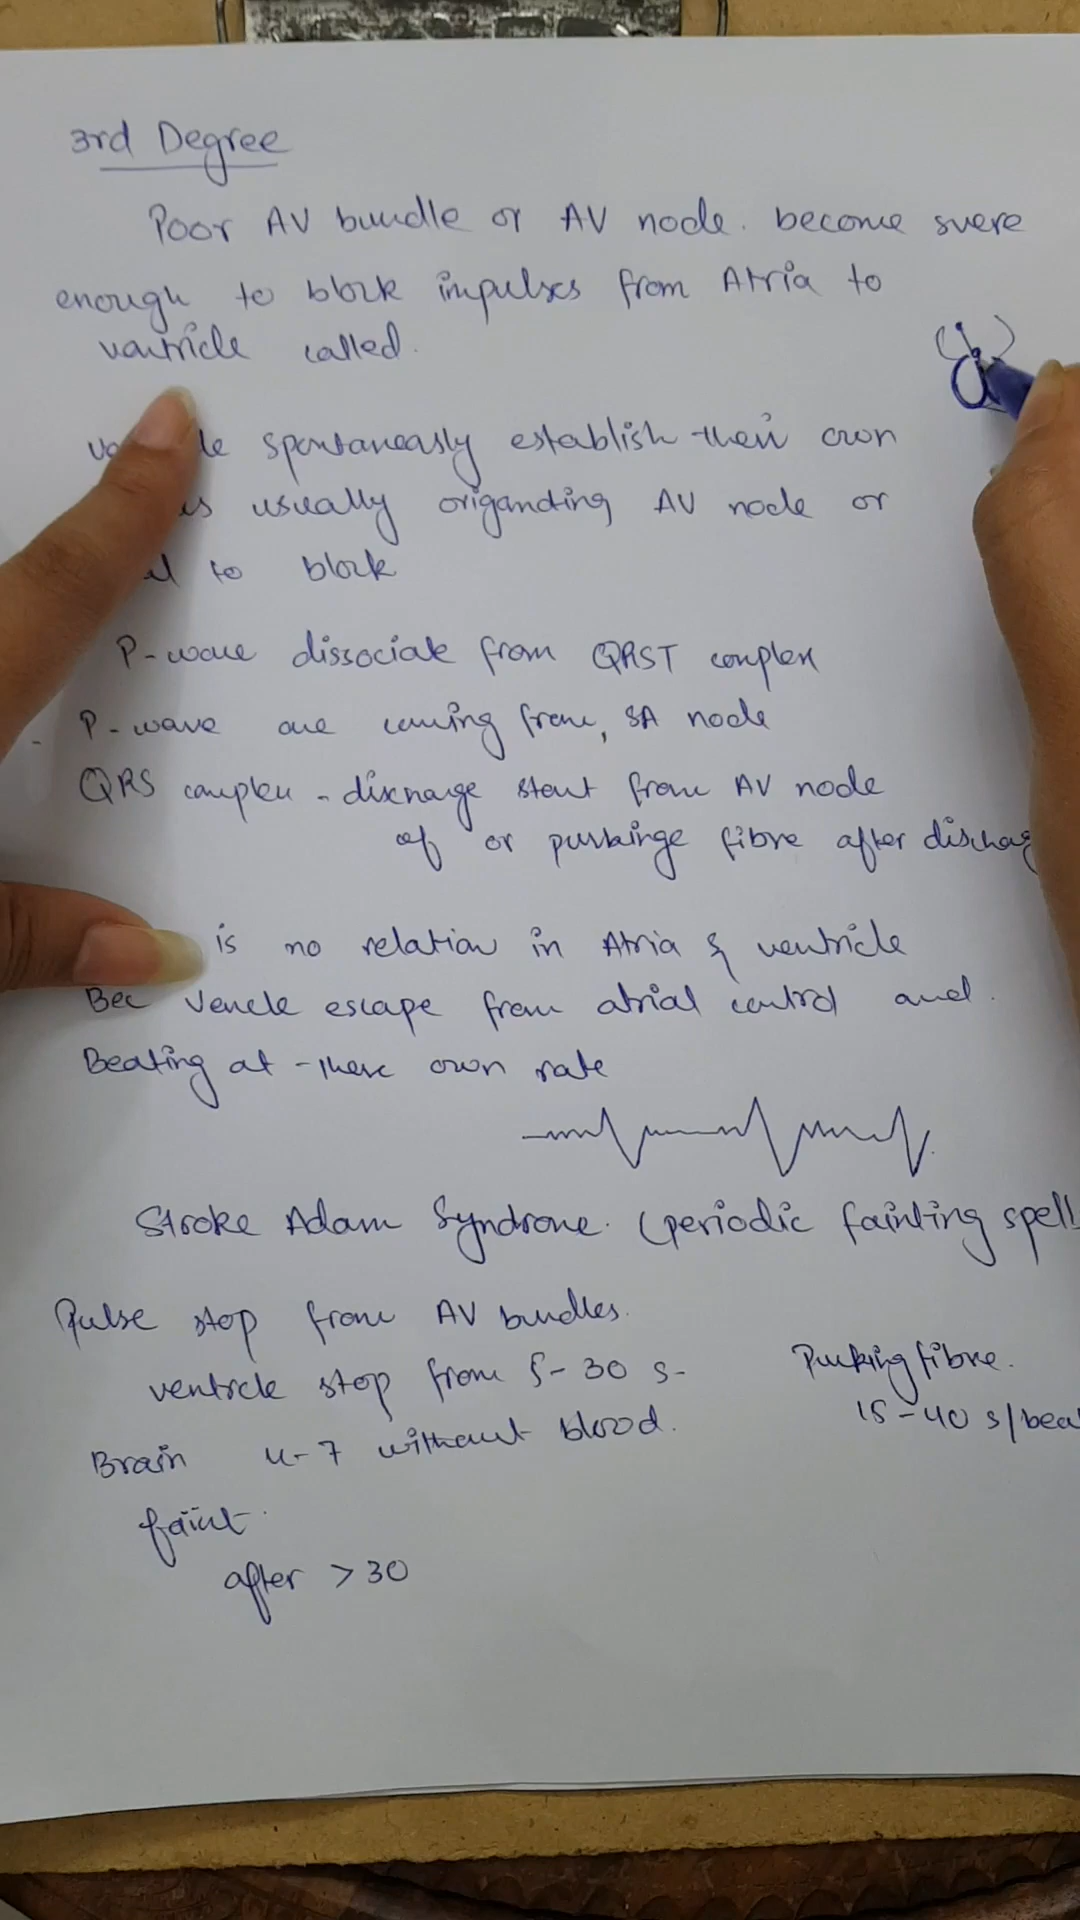 3rd Degree
Poor AV bundle or AV node. become svere
enough to block impulses from Atria to
ventricle called.
spontaneasly establish their own
usually origanding AV node or
to block
P-wave dissociate from QRST complex
P-wave are coming from, SA node
QRS complex - discharge start from AV node
of or purkinge fibre after discharg
is no relation in Atria & ventricle
Bec Vencle escape from atrial control and.
Beating at there own rate
Stroke Adam Syndrone. (periodic fainting spell
Pulse stop from AV bundles.
ventricle stop from 5-30 s-
Purking fibre.
15-40 s/bea
Brain 4-7 without blood.
faint.
after >30